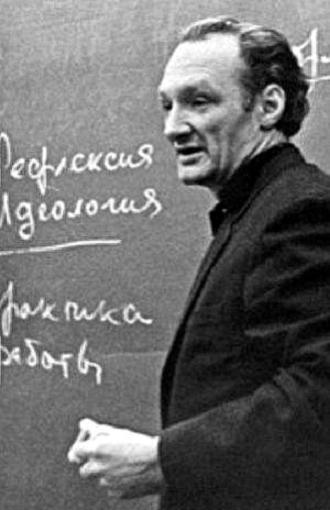 Рефлексия
Идеология
практика
работы